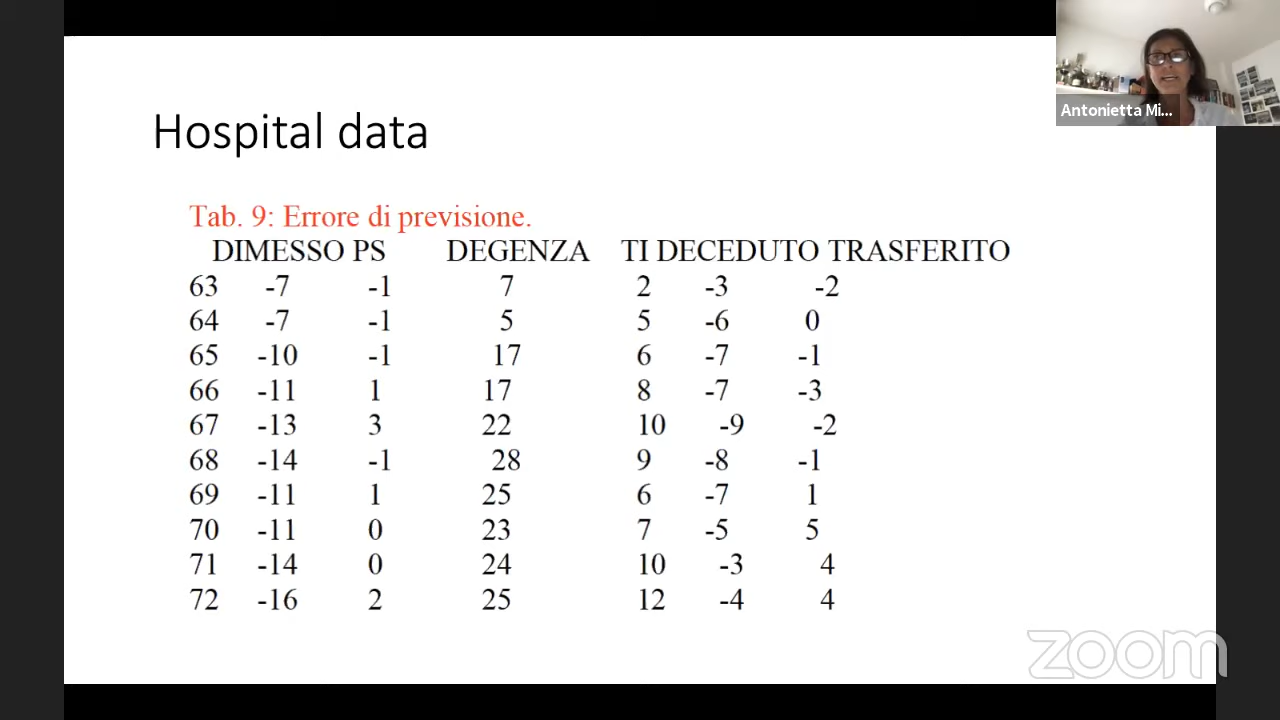 Antonietta Mi...
Hospital data
Tab. 9: Errore di previsione.
DIMESSO PS DEGENZA TI DECEDUTO TRASFERITO
63 -7 -1 7 2 -3 -2
64 -7 -1 5 5 -6 0
65 -10 -1 17 6 -7 -1
66 -11 1 17 8 -7 -3
67 -13 3 22 10 -9 -2
68 -14 -1 28 9 -8 -1
69 -11 1 25 6 -7 1
70 -11 0 23 7 -5 5
71 -14 0 24 10 -3 4
72 -16 2 25 12 -4 4
zoom